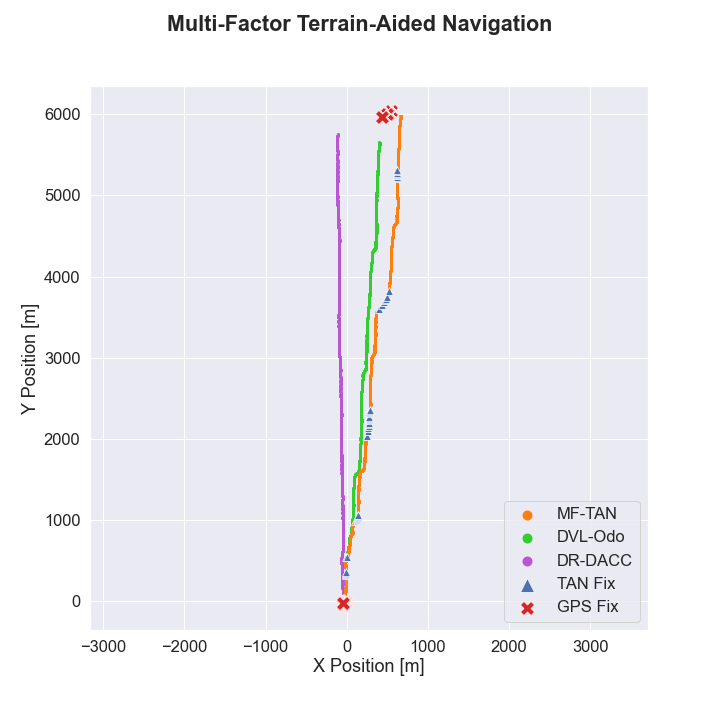 Multi-Factor Terrain-Aided Navigation
6000
5000
4000
3000
2000
1000
0
Y Position [m]
MF-TAN
DVL-Odo
DR-DACC
TAN Fix
GPS Fix
−3000 −2000 −1000 0 1000 2000 3000
X Position [m]